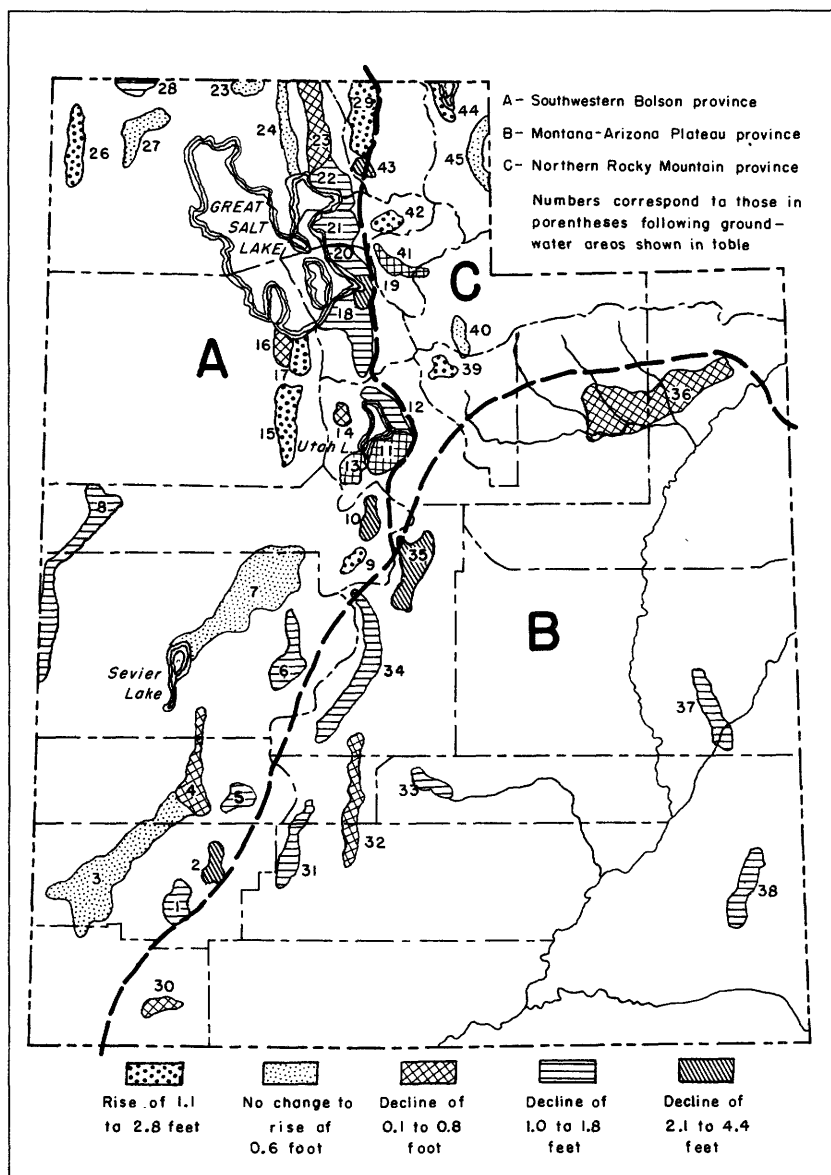 28
23
29
44
26
27
24
23
43
45
A- Southwestern Bolson province
B- Montana-Arizona Plateau province
C- Northern Rocky Mountain province
Numbers correspond to those in
parentheses following ground-
water areas shown in table
22
GREAT
SALT
LAKE
21
42
20
41
19
C
18
40
16
A
17
39
36
12
15
14
Utah L.
11
13
8
10
35
9
7
B
6
34
Sevier
Lake
37
4
5
33
32
2
31
3
1
38
30
Rise of 1.1
to 2.8 feet
No change to
rise of
0.6 foot
Decline of
0.1 to 0.8
foot
Decline of
1.0 to 1.8
feet
Decline of
2.1 to 4.4
feet